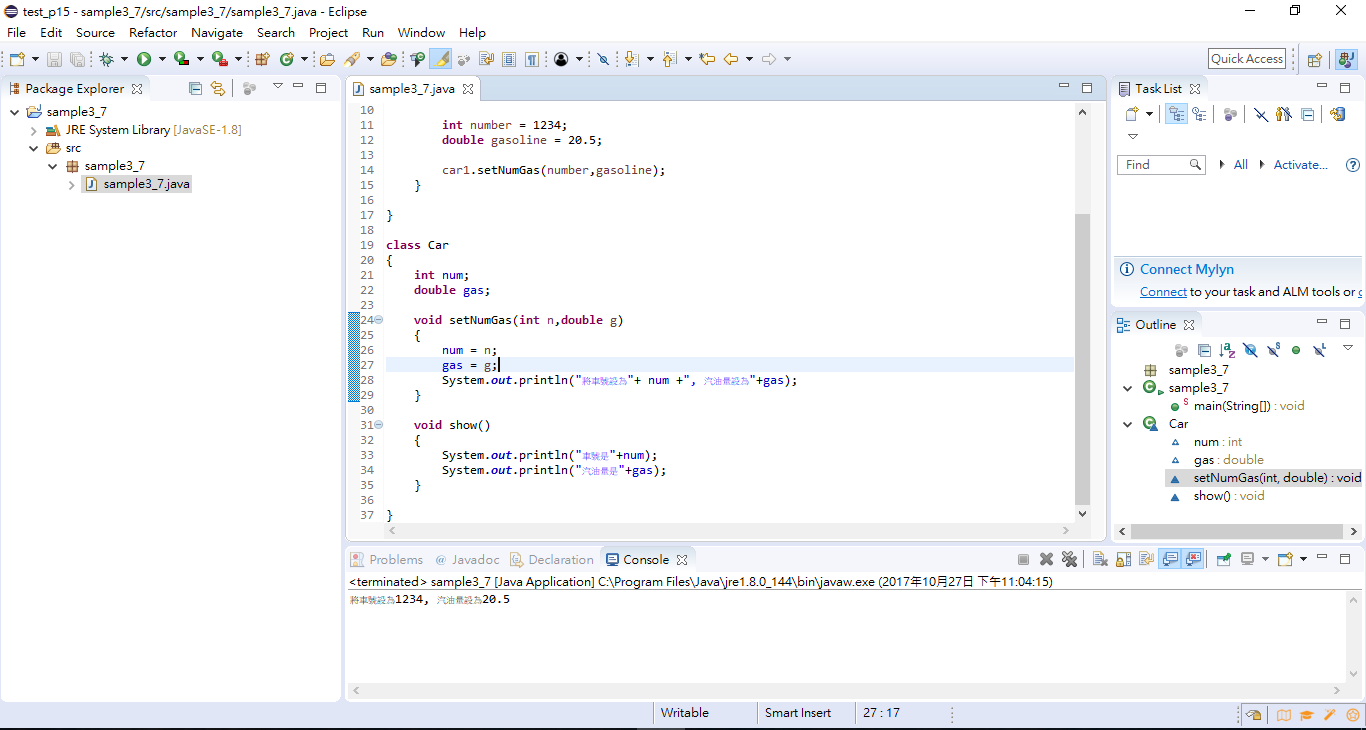 test_p15 - sample3_7/src/sample3_7/sample3_7.java - Eclipse
File Edit Source Refactor Navigate Search Project Run Window Help
Quick Access
Package Explorer
sample3_7
JRE System Library [JavaSE-1.8]
src
sample3_7
sample3_7.java
sample3_7.java
10
11 int number = 1234;
12 double gasoline = 20.5;
13
14 car1.setNumGas(number,gasoline);
15 }
16
17 }
18
19 class Car
20 {
21 int num;
22 double gas;
23
24 void setNumGas(int n,double g)
25 {
26 num = n;
27 gas = g;
28 System.out.println("將車號設為"+ num +", 汽油量設為"+gas);
29 }
30
31 void show()
32 {
33 System.out.println("車號是"+num);
34 System.out.println("汽油量是"+gas);
35 }
36
37 }
Task List
Find All Activate...
Connect Mylyn
Connect to your task and ALM tools or
Outline
sample3_7
sample3_7
main(String[]) : void
Car
num : int
gas : double
setNumGas(int, double) : void
show() : void
Problems Javadoc Declaration Console
<terminated> sample3_7 [Java Application] C:\Program Files\Java\jre1.8.0_144\bin\javaw.exe (2017年10月27日 下午11:04:15)
將車號設為1234, 汽油量設為20.5
Writable Smart Insert 27 : 17